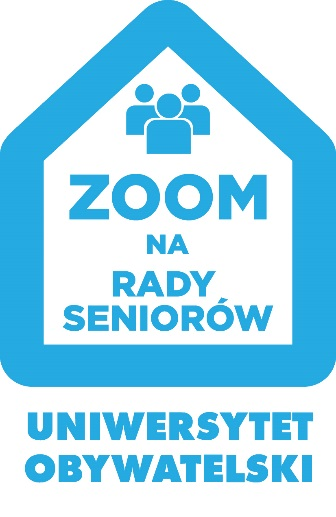 ZOOM
NA
RADY
SENIORÓW
UNIWERSYTET
OBYWATELSKI